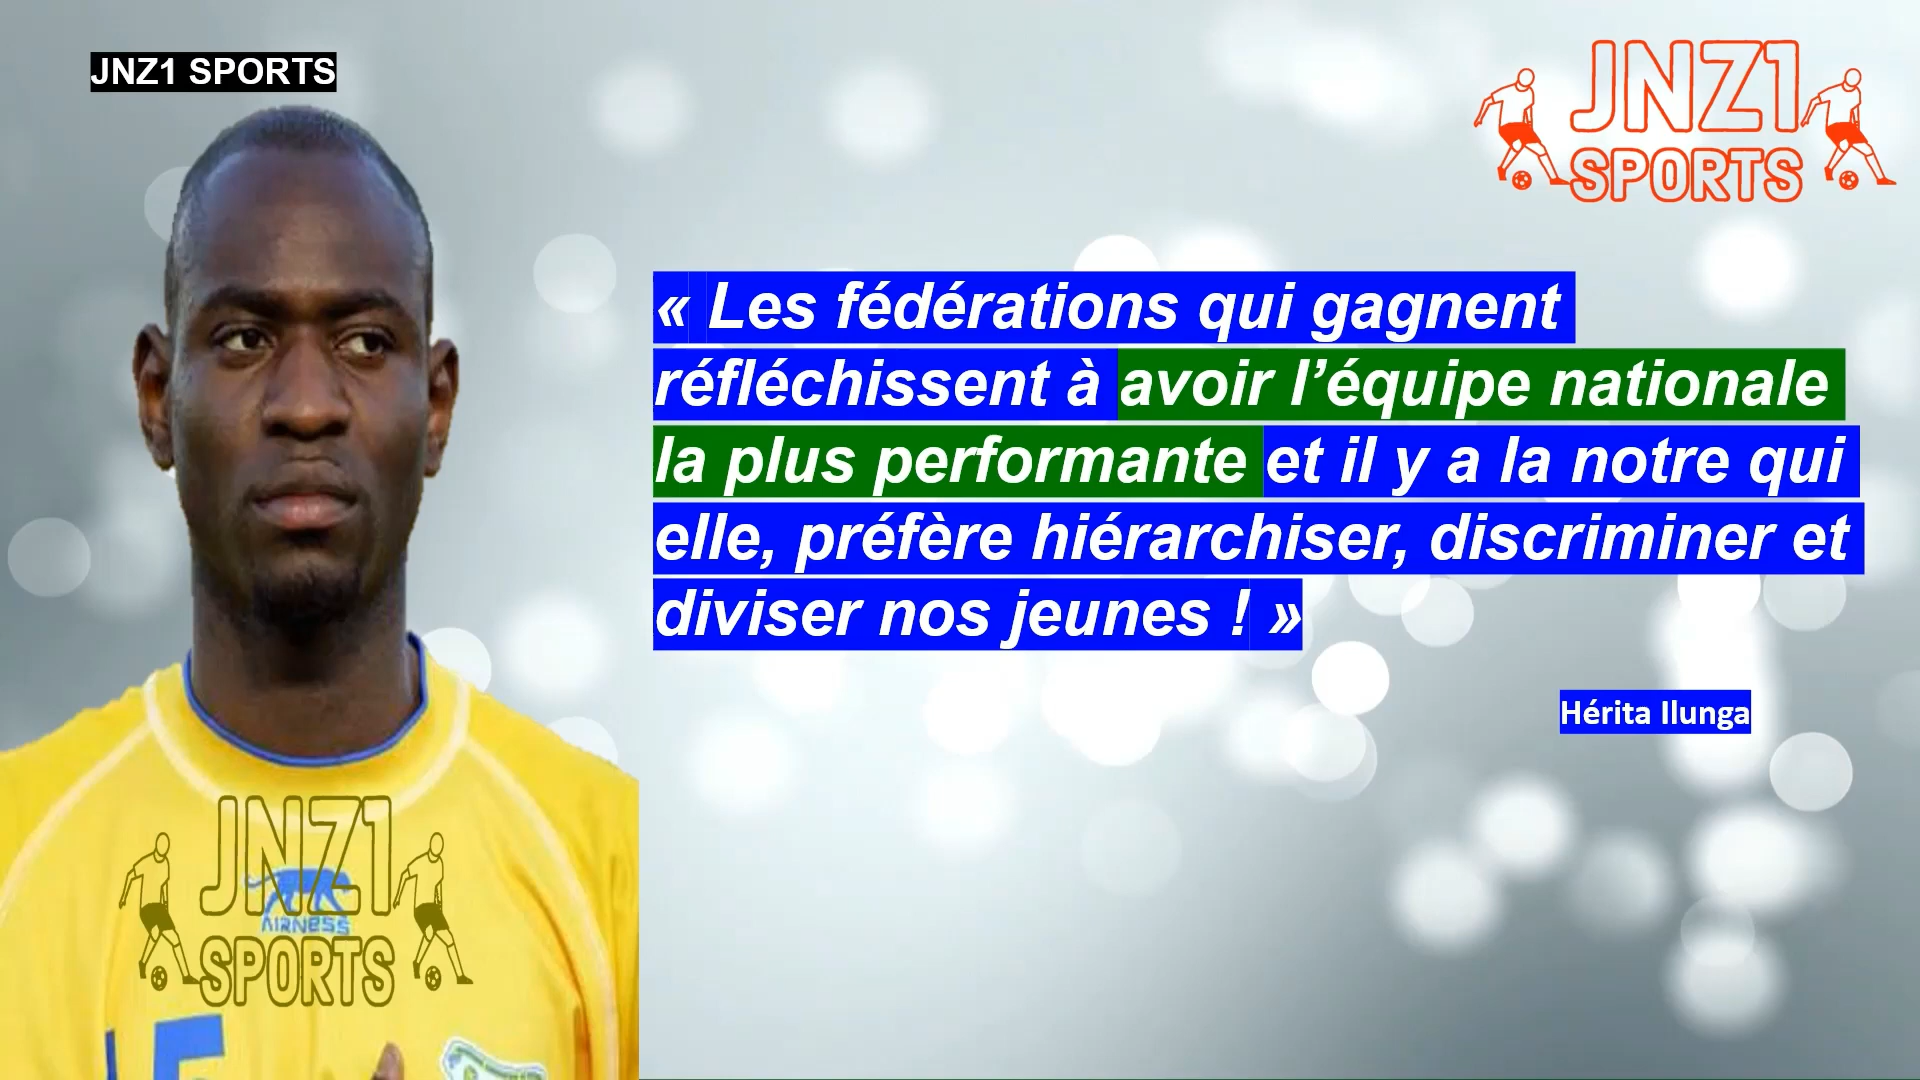 JNZ1 SPORTS
JNZ1
SPORTS
« Les fédérations qui gagnent
réfléchissent à avoir l’équipe nationale
la plus performante et il y a la notre qui
elle, préfère hiérarchiser, discriminer et
diviser nos jeunes ! »
Hérita Ilunga
JNZ1
AIRNESS
SPORTS
5